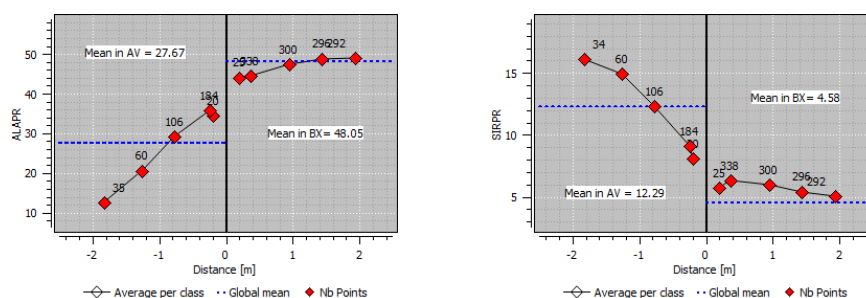 Mean in AV = 27.67
Mean in BX = 48.05
ALAPR
50
40
30
20
10
35
60
106
184
20
25
338
300
296
292
-2
-1
0
1
2
Distance [m]
Average per class
Global mean
Nb Points
Mean in BX = 4.58
Mean in AV = 12.29
SIRPR
15
10
5
34
60
106
184
20
25
338
300
296
292
-2
-1
0
1
2
Distance [m]
Average per class
Global mean
Nb Points